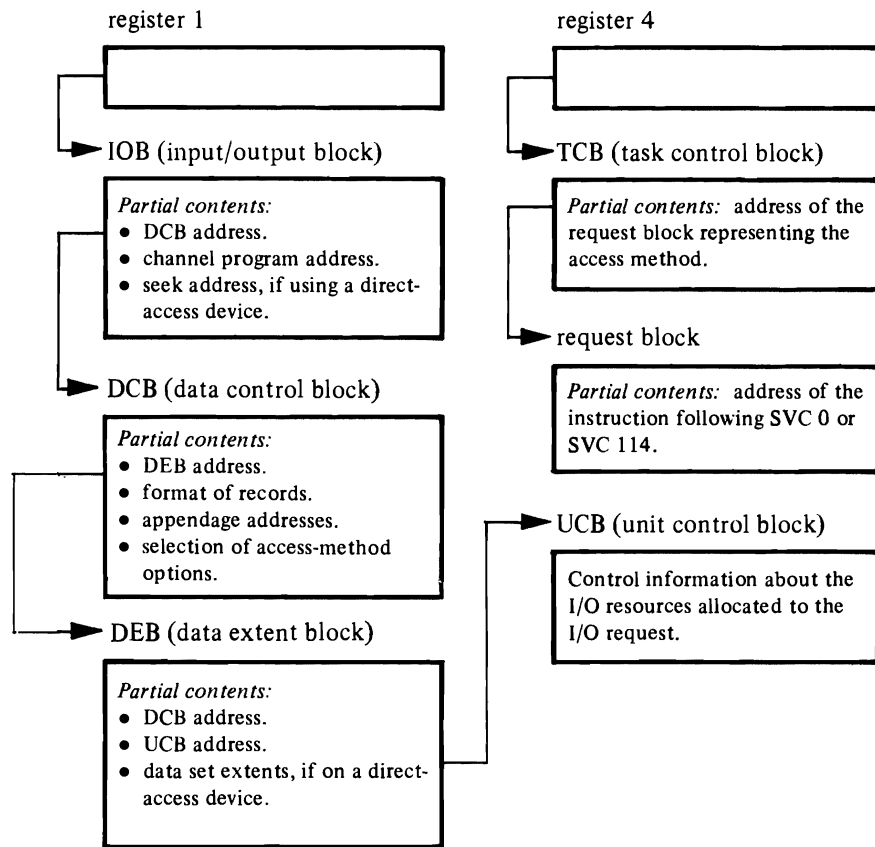 register 1
IOB (input/output block)
Partial contents:
● DCB address.
● channel program address.
● seek address, if using a direct-
access device.
DCB (data control block)
Partial contents:
● DEB address.
● format of records.
● appendage addresses.
● selection of access-method
options.
DEB (data extent block)
Partial contents:
● DCB address.
● UCB address.
● data set extents, if on a direct-
access device.
register 4
TCB (task control block)
Partial contents: address of the
request block representing the
access method.
request block
Partial contents: address of the
instruction following SVC 0 or
SVC 114.
UCB (unit control block)
Control information about the
I/O resources allocated to the
I/O request.